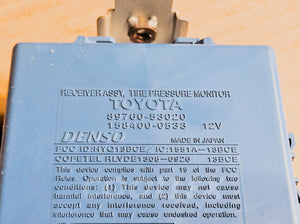 RECEIVER ASSY, TIRE PRESSURE MONITOR
TOYOTA
89760-53020
156400-0533 12V
DENSO MADE IN JAPAN
FCC ID:HYQ13BCE/IC:1551A-13BCE
COFETEL RLVDE1306-0926 13BCE
This device complies with part 15 of the FCC
Rules. Operation is subject to the following two
conditions: (1) This device may not cause
harmful interference, and (2) this device must
accept any interference received, including
interference that may cause undesired operation.